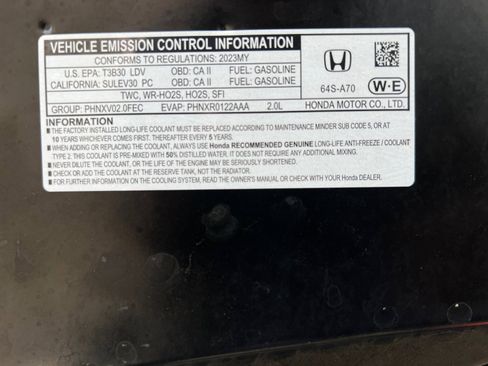 VEHICLE EMISSION CONTROL INFORMATION
CONFORMS TO REGULATIONS: 2023MY
U.S. EPA: T3B30 LDV OBD: CA II FUEL: GASOLINE
CALIFORNIA: SULEV30 PC OBD: CA II FUEL: GASOLINE
TWC, WR-HO2S, HO2S, SFI
GROUP: PHNXV02.0FEC EVAP: PHNXR0122AAA 2.0L
64S-A70
W-E
HONDA MOTOR CO., LTD.
INFORMATION
■ THE FACTORY INSTALLED LONG-LIFE COOLANT MUST BE REPLACED ACCORDING TO MAINTENANCE MINDER SUB CODE 5, OR AT
10 YEARS WHICHEVER COMES FIRST. THEREAFTER EVERY 5 YEARS.
■ WHEN ADDING OR REPLACING THE COOLANT, ALWAYS USE Honda RECOMMENDED GENUINE LONG-LIFE ANTI-FREEZE / COOLANT
TYPE 2; THIS COOLANT IS PRE-MIXED WITH 50% DISTILLED WATER, IT DOES NOT REQUIRE ANY ADDITIONAL MIXING.
■ NEVER DILUTE THE COOLANT, OR THE LIFE OF THE ENGINE MAY BE SERIOUSLY SHORTENED.
■ CHECK OR ADD THE COOLANT AT THE RESERVE TANK, NOT THE RADIATOR.
■ FOR FURTHER INFORMATION ON THE COOLING SYSTEM, READ THE OWNER'S MANUAL OR CHECK WITH YOUR Honda DEALER.